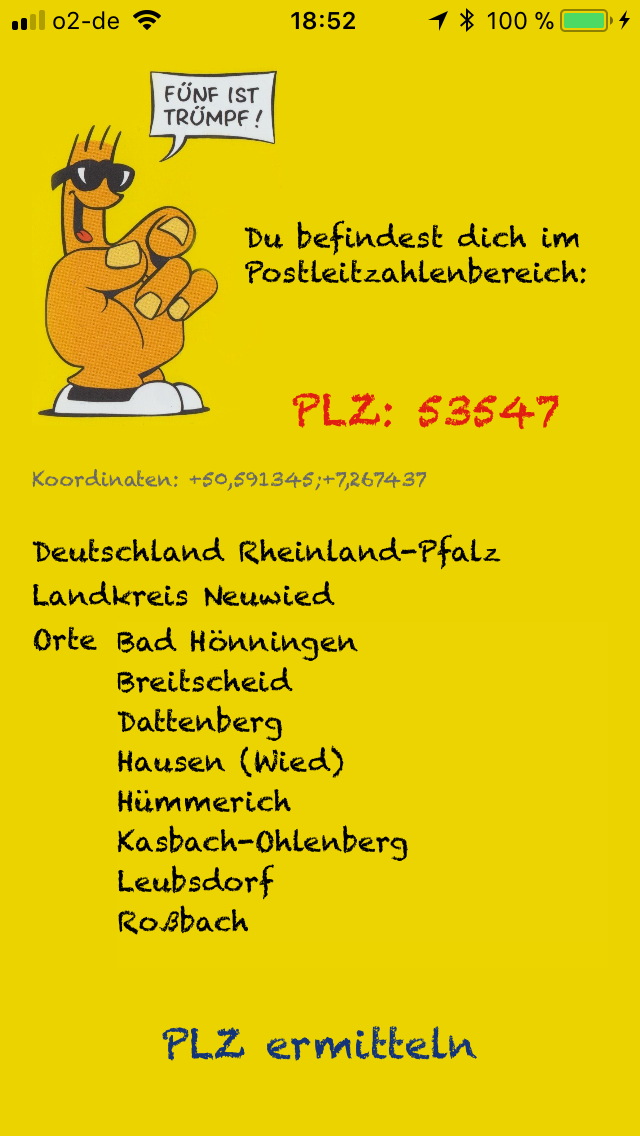 o2-de 18:52 100 %
FÜNF IST
TRÜMPF!
Du befindest dich im
Postleitzahlenbereich:
PLZ: 53547
Koordinaten: +50,591345;+7,267437
Deutschland Rheinland-Pfalz
Landkreis Neuwied
Orte Bad Hönningen
Breitscheid
Dattenberg
Hausen (Wied)
Hümmerich
Kasbach-Ohlenberg
Leubsdorf
Roßbach
PLZ ermitteln